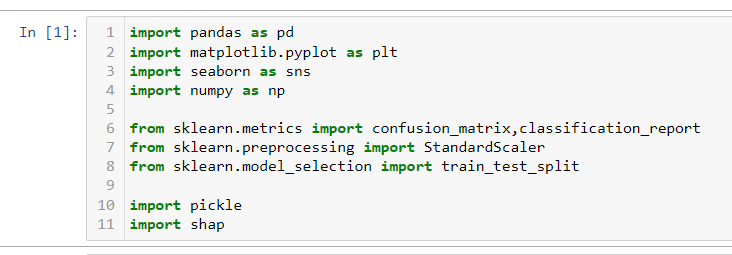 In [1]:
1 import pandas as pd
2 import matplotlib.pyplot as plt
3 import seaborn as sns
4 import numpy as np
5
6 from sklearn.metrics import confusion_matrix,classification_report
7 from sklearn.preprocessing import StandardScaler
8 from sklearn.model_selection import train_test_split
9
10 import pickle
11 import shap